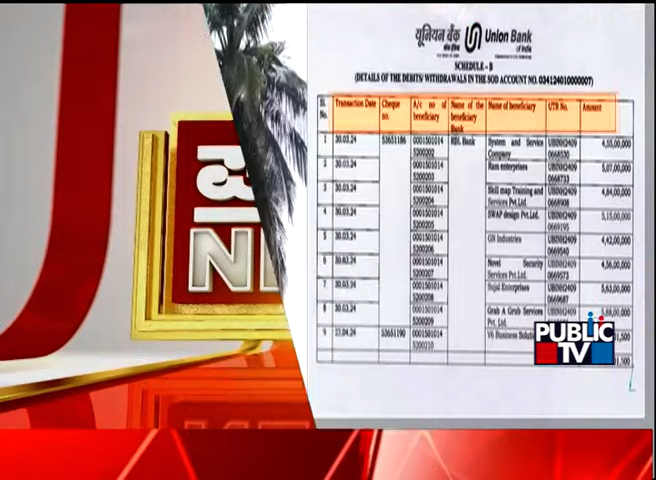 यूनियन बैंक Union Bank
of India
SCHEDULE - B
(DETAILS OF THE DEBITS/WITHDRAWALS IN THE SOD ACCOUNT NO. 034124010000007)
Sl. No. Transaction Date Cheque no. A/c no of beneficiary Name of the beneficiary Bank Name of beneficiary UTR No. Amount
1 30.03.24 53651186 0001501014 5200202 RBL Bank System and Service Company UBINH2409 0668530 4,55,00,000
2 30.03.24 0001501014 5200203 Ram enterprises UBINH2409 0668733 5,07,00,000
3 30.03.24 0001501014 5200204 Skill map Training and Services Pvt.Ltd. UBINH2409 0668908 4,84,00,000
4 30.03.24 0001501014 5200205 SWAP design Pvt.Ltd. UBINH2409 0669195 5,15,00,000
5 30.03.24 0001501014 5200206 GN Industries UBINH2409 0669540 4,42,00,000
6 30.03.24 0001501014 5200207 Novel Security Services Pvt.Ltd. UBINH2409 0669573 4,56,00,000
7 30.03.24 0001501014 5200208 Sujal Enterprises UBINH2409 0669687 5,63,00,000
8 30.03.24 0001501014 5200209 Grab A Grub Services Pvt. Ltd. UBINH2409
9 23.04.24 53651190 0001501014 5200210 V6 Business
PUBLIC
TV